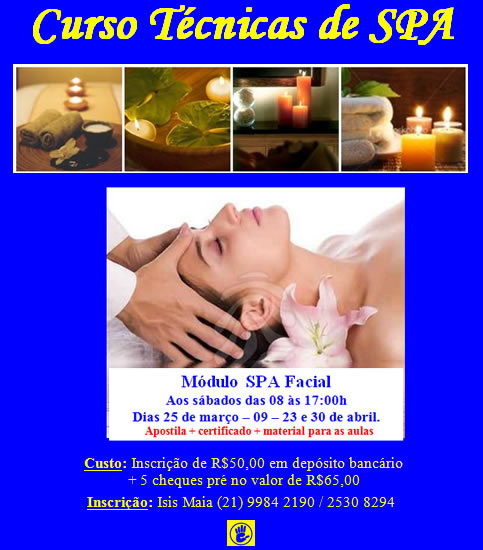 Curso Técnicas de SPA
Módulo SPA Facial
Aos sábados das 08 às 17:00h
Dias 25 de março – 09 – 23 e 30 de abril.
Apostila + certificado + material para as aulas
Custo: Inscrição de R$50,00 em depósito bancário
+ 5 cheques pré no valor de R$65,00
Inscrição: Isis Maia (21) 9984 2190 / 2530 8294